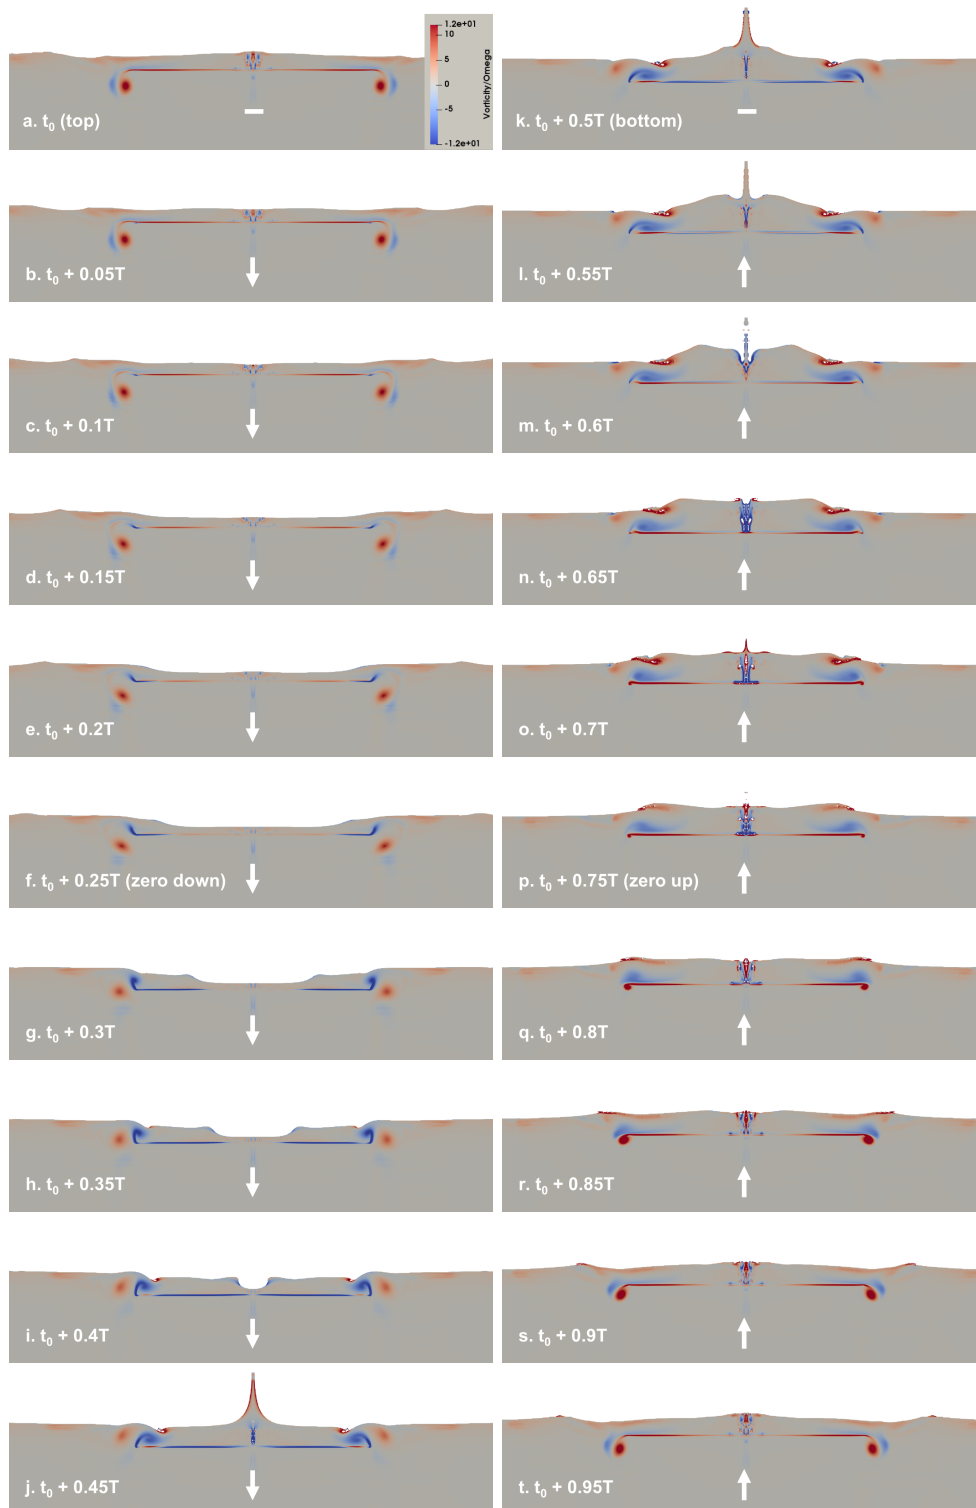 1.2e+01
10
5
0
-5
-1.2e+01
Vorticity/Omega
a. t₀ (top)
b. t₀ + 0.05T
c. t₀ + 0.1T
d. t₀ + 0.15T
e. t₀ + 0.2T
f. t₀ + 0.25T (zero down)
g. t₀ + 0.3T
h. t₀ + 0.35T
i. t₀ + 0.4T
j. t₀ + 0.45T
k. t₀ + 0.5T (bottom)
l. t₀ + 0.55T
m. t₀ + 0.6T
n. t₀ + 0.65T
o. t₀ + 0.7T
p. t₀ + 0.75T (zero up)
q. t₀ + 0.8T
r. t₀ + 0.85T
s. t₀ + 0.9T
t. t₀ + 0.95T